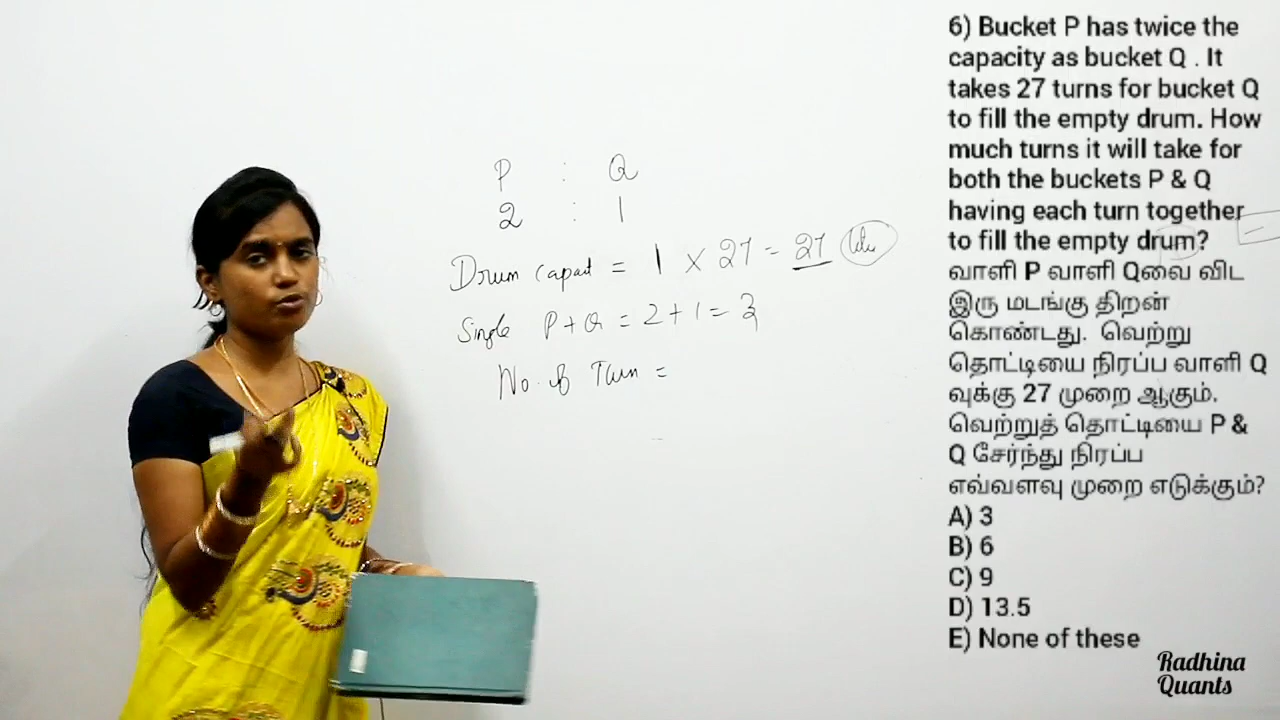 P : Q
2 : 1
Drum capact = 1 × 27 = 27
Single P + Q = 2 + 1 = 3
No. of Turn =
6) Bucket P has twice the
capacity as bucket Q . It
takes 27 turns for bucket Q
to fill the empty drum. How
much turns it will take for
both the buckets P & Q
having each turn together
to fill the empty drum?
வாளி P வாளி Qவை விட
இரு மடங்கு திறன்
கொண்டது. வெற்று
தொட்டியை நிரப்ப வாளி Q
வுக்கு 27 முறை ஆகும்.
வெற்றுத் தொட்டியை P &
Q சேர்ந்து நிரப்ப
எவ்வளவு முறை எடுக்கும்?
A) 3
B) 6
C) 9
D) 13.5
E) None of these
Radhina
Quants